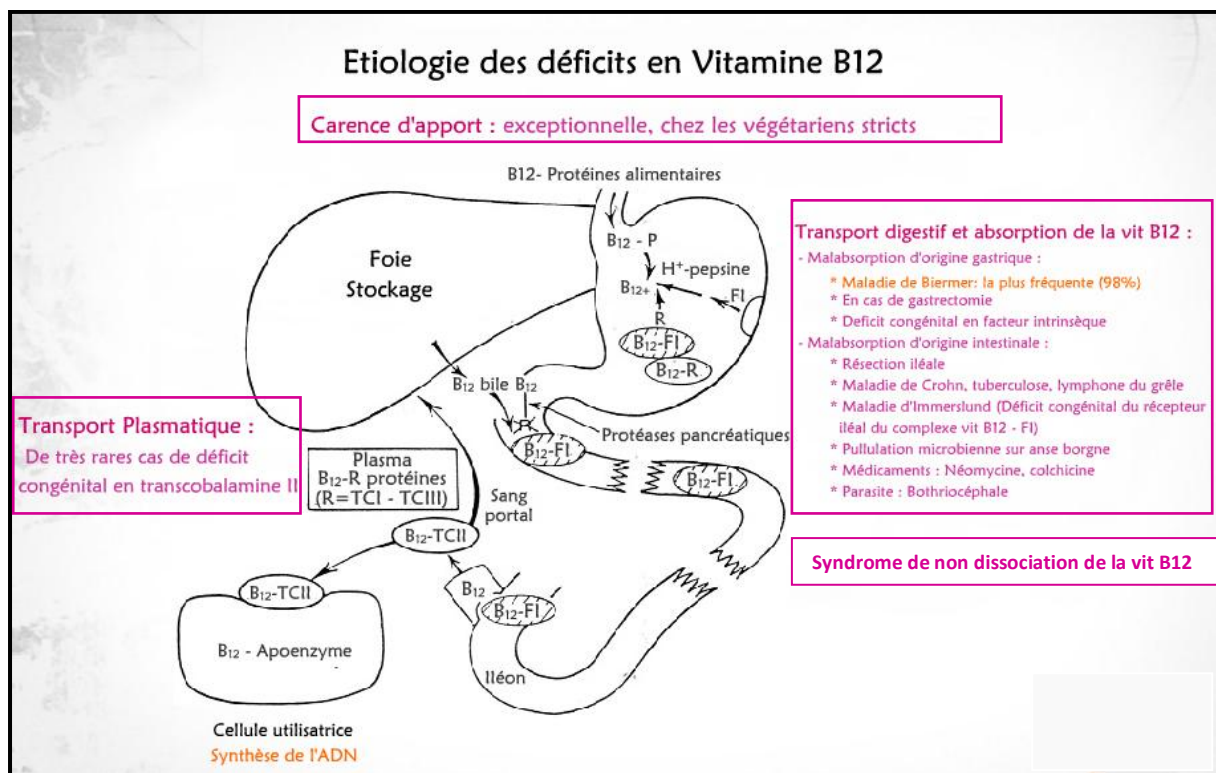 Etiologie des déficits en Vitamine B12
Carence d'apport : exceptionnelle, chez les végétariens stricts
B12- Protéines alimentaires
B₁₂ - P
H⁺-pepsine
B₁₂+
FI
R
B₁₂-FI
B₁₂-R
Foie
Stockage
B₁₂ bile B₁₂
R
Protéases pancréatiques
B₁₂-FI
B₁₂-FI
Transport Plasmatique :
De très rares cas de déficit
congénital en transcobalamine II
Plasma
B₁₂-R protéines
(R=TCI - TCIII)
Sang
portal
B₁₂-TCII
B₁₂
B₁₂-FI
Iléon
B₁₂-TCII
B₁₂ - Apoenzyme
Cellule utilisatrice
Synthèse de l'ADN
Transport digestif et absorption de la vit B12 :
- Malabsorption d'origine gastrique :
* Maladie de Biermer: la plus fréquente (98%)
* En cas de gastrectomie
* Deficit congénital en facteur intrinsèque
- Malabsorption d'origine intestinale :
* Résection iléale
* Maladie de Crohn, tuberculose, lymphone du grêle
* Maladie d'Immerslund (Déficit congénital du récepteur
iléal du complexe vit B12 - FI)
* Pullulation microbienne sur anse borgne
* Médicaments : Néomycine, colchicine
* Parasite : Bothriocéphale
Syndrome de non dissociation de la vit B12